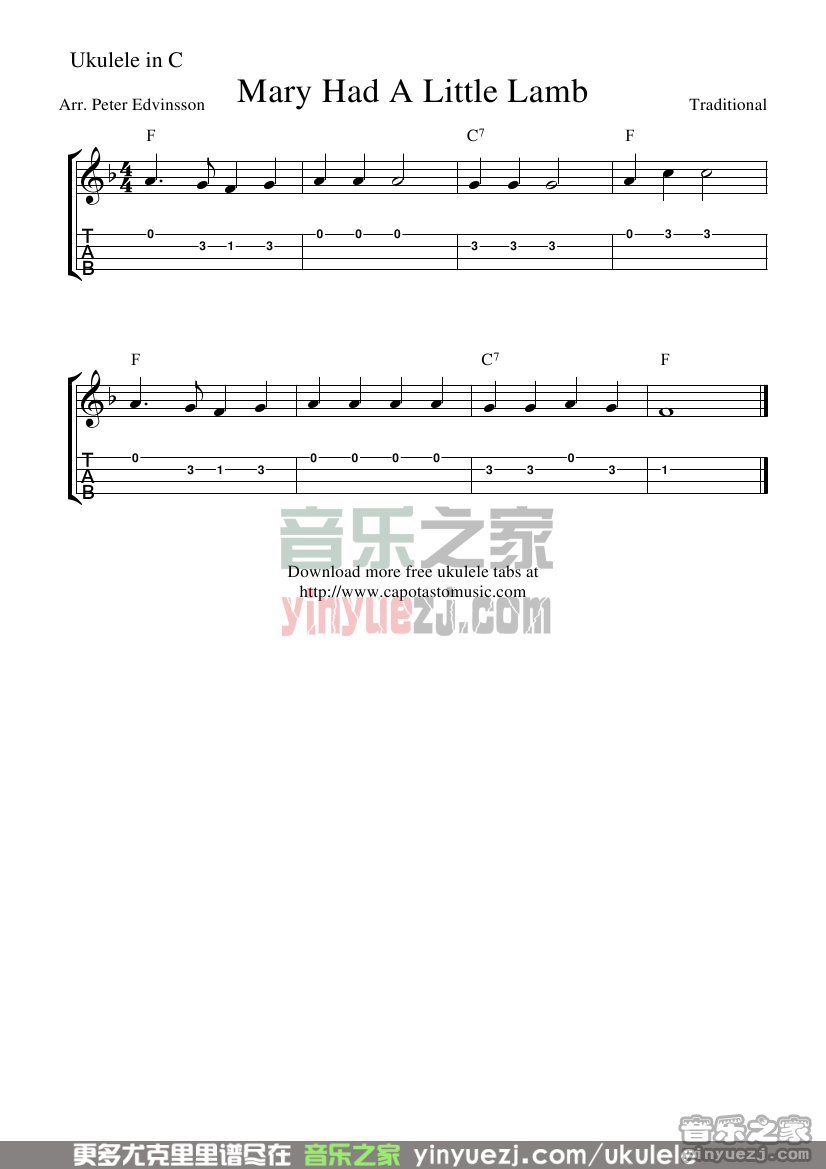 Ukulele in C
Mary Had A Little Lamb
Arr. Peter Edvinsson
Traditional
F C7 F
4
4
T 0 0 0 0 0 3 3
A 3 1 3 3 3 3
B
F C7 F
T 0 0 0 0 0 0
A 3 1 3 3 3 3 1
B
音乐之家
Download more free ukulele tabs at
http://www.capotastomusic.com
yinyuezj.com
音乐之家
yinyuezj.com
更多尤克里里谱尽在 音乐之家 yinyuezj.com/ukulele